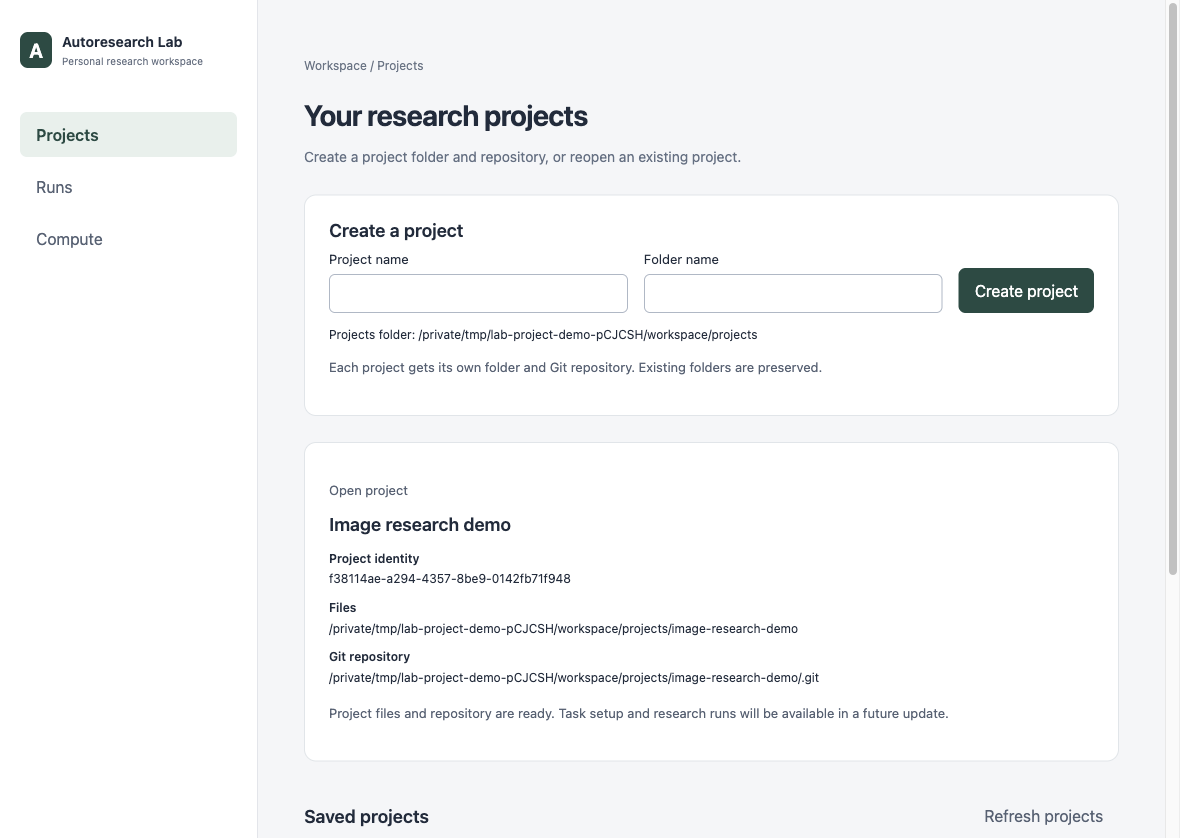 A
Autoresearch Lab
Personal research workspace
Projects
Runs
Compute
Workspace / Projects
Your research projects
Create a project folder and repository, or reopen an existing project.
Create a project
Project name
Folder name
Create project
Projects folder: /private/tmp/lab-project-demo-pCJCSH/workspace/projects
Each project gets its own folder and Git repository. Existing folders are preserved.
Open project
Image research demo
Project identity
f38114ae-a294-4357-8be9-0142fb71f948
Files
/private/tmp/lab-project-demo-pCJCSH/workspace/projects/image-research-demo
Git repository
/private/tmp/lab-project-demo-pCJCSH/workspace/projects/image-research-demo/.git
Project files and repository are ready. Task setup and research runs will be available in a future update.
Saved projects
Refresh projects